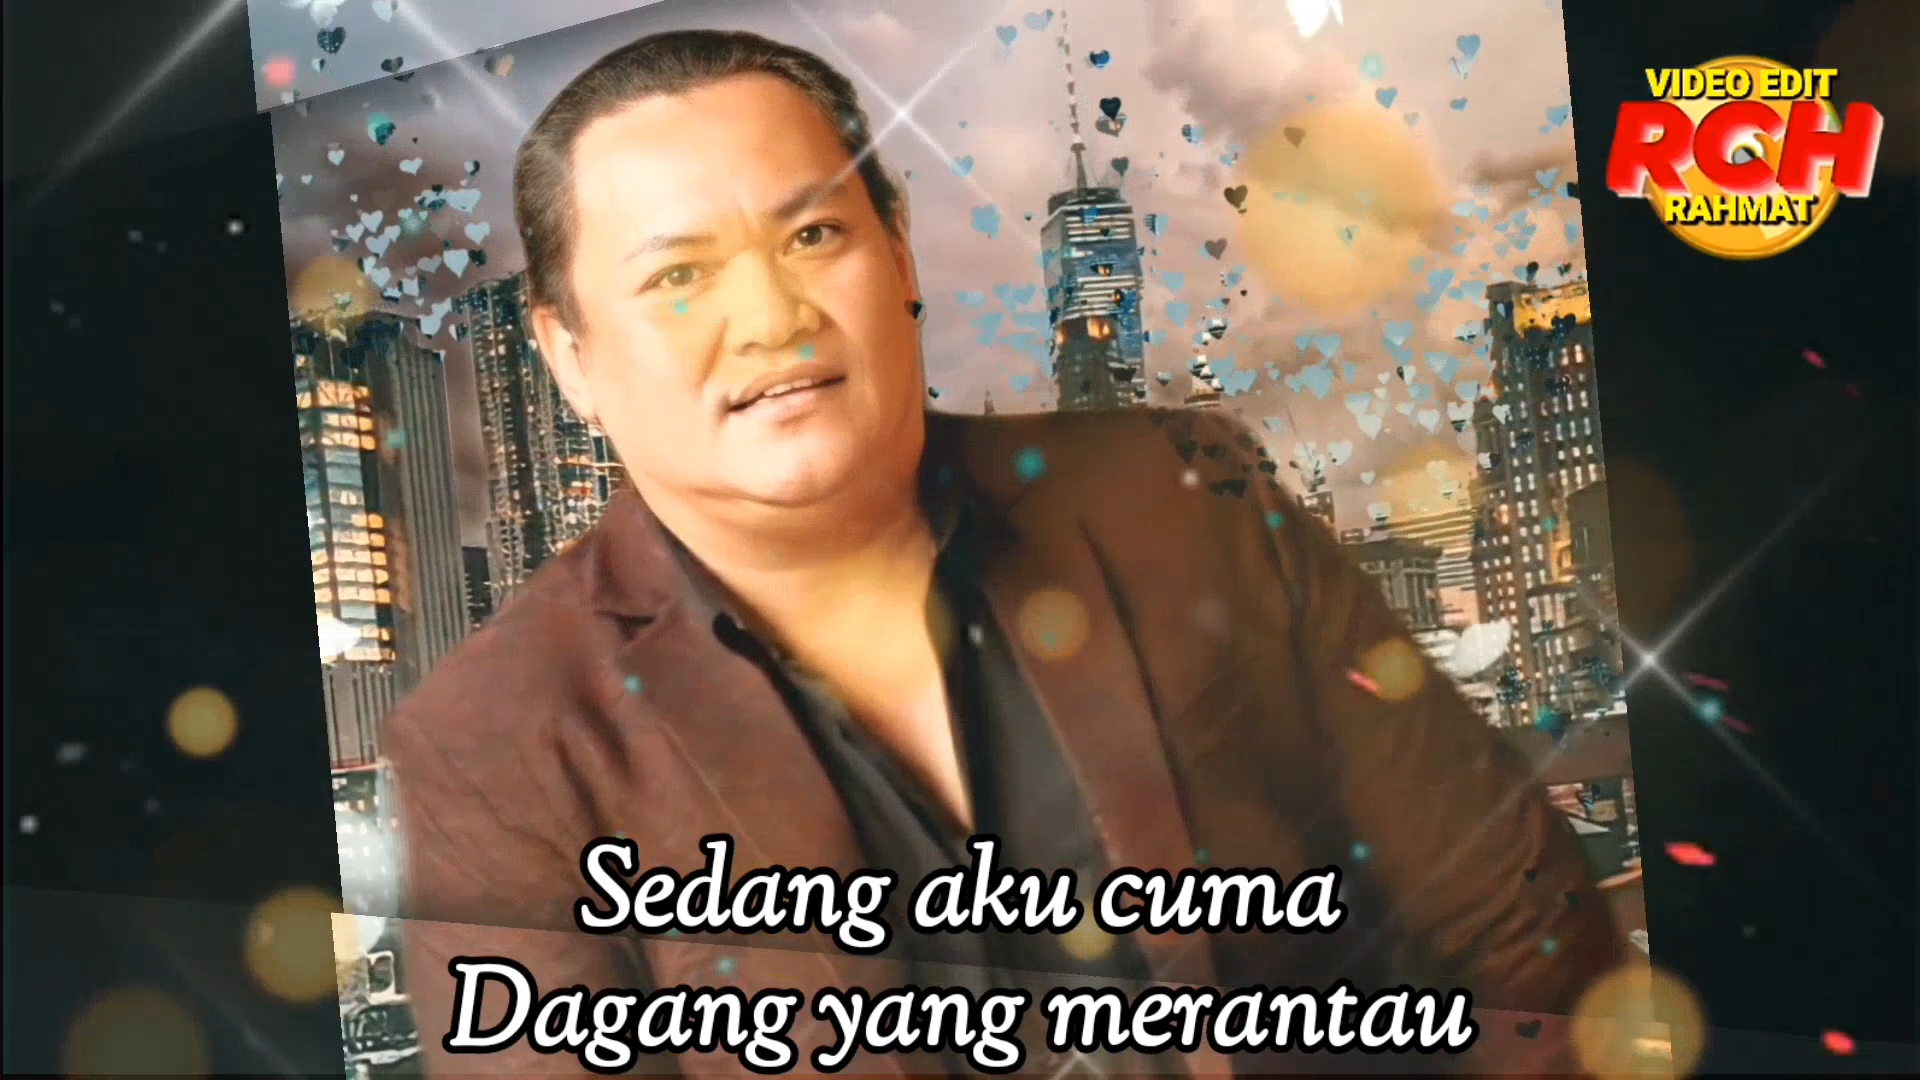 VIDEO EDIT
RCH
RAHMAT
Sedang aku cuma
Dagang yang merantau